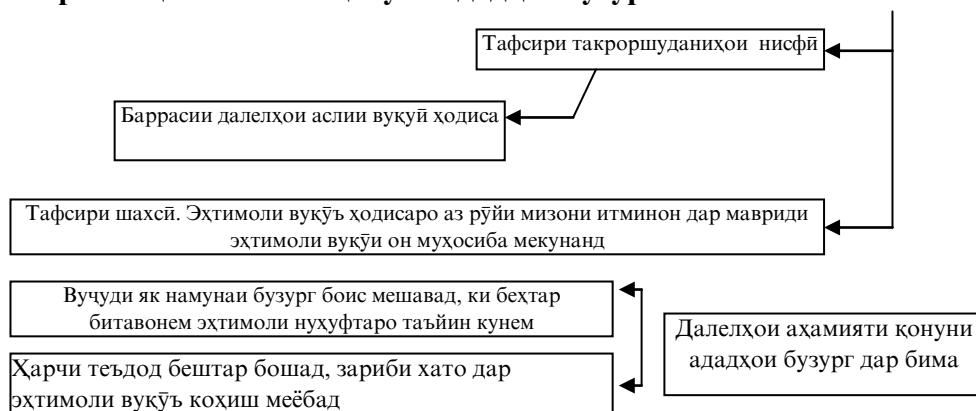 Тафсири такроршуданиҳои нисфӣ
Баррасии далелҳои аслии вуқуӣ ҳодиса
Тафсири шахсӣ. Эҳтимоли вуқӯъ ҳодисаро аз рӯйи мизони итминон дар мавриди
эҳтимоли вуқӯи он муҳосиба мекунанд
Вуҷуди як намунаи бузург боис мешавад, ки беҳтар
битавонем эҳтимоли нуҳуфтаро таъйин кунем
Далелҳои аҳамияти қонуни
ададҳои бузург дар бима
Ҳарчи теъдод бештар бошад, зариби хато дар
эҳтимоли вуқӯъ коҳиш меёбад